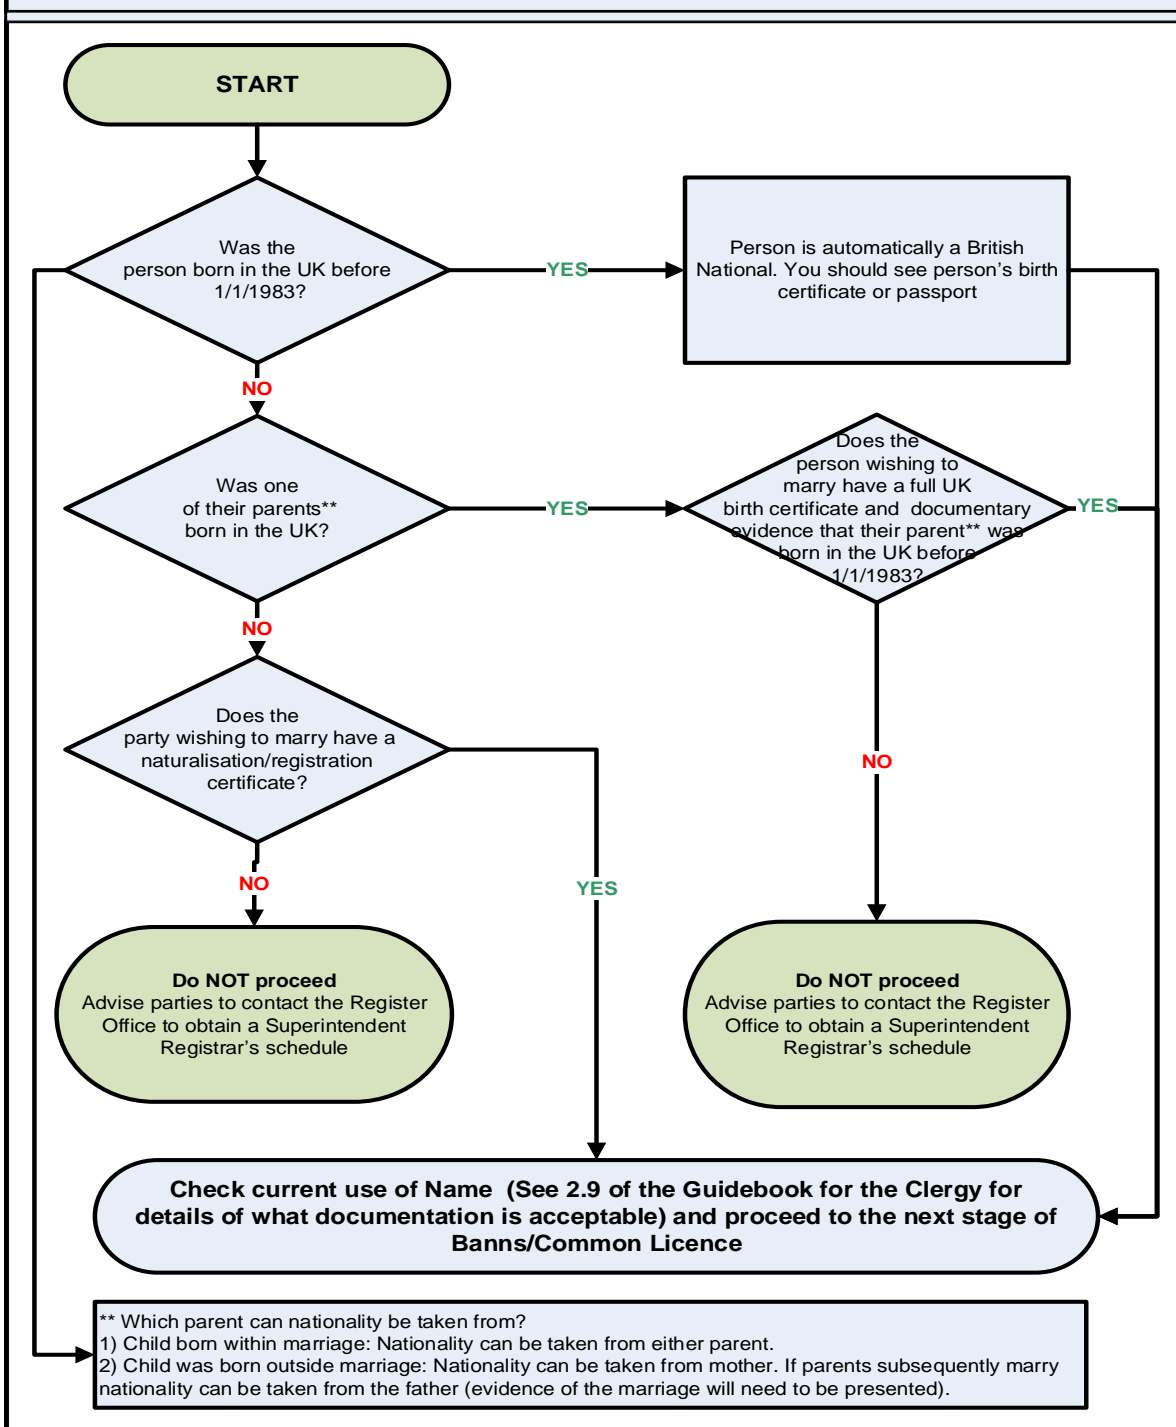 START
Was the
person born in the UK before
1/1/1983?
YES
Person is automatically a British
National. You should see person’s birth
certificate or passport
NO
Was one
of their parents**
born in the UK?
YES
Does the
person wishing to
marry have a full UK
birth certificate and documentary
evidence that their parent** was
born in the UK before
1/1/1983?
YES
NO
Does the
party wishing to marry have a
naturalisation/registration
certificate?
NO
NO
YES
Do NOT proceed
Advise parties to contact the Register
Office to obtain a Superintendent
Registrar’s schedule
Do NOT proceed
Advise parties to contact the Register
Office to obtain a Superintendent
Registrar’s schedule
Check current use of Name (See 2.9 of the Guidebook for the Clergy for
details of what documentation is acceptable) and proceed to the next stage of
Banns/Common Licence
** Which parent can nationality be taken from?
1) Child born within marriage: Nationality can be taken from either parent.
2) Child was born outside marriage: Nationality can be taken from mother. If parents subsequently marry
nationality can be taken from the father (evidence of the marriage will need to be presented).